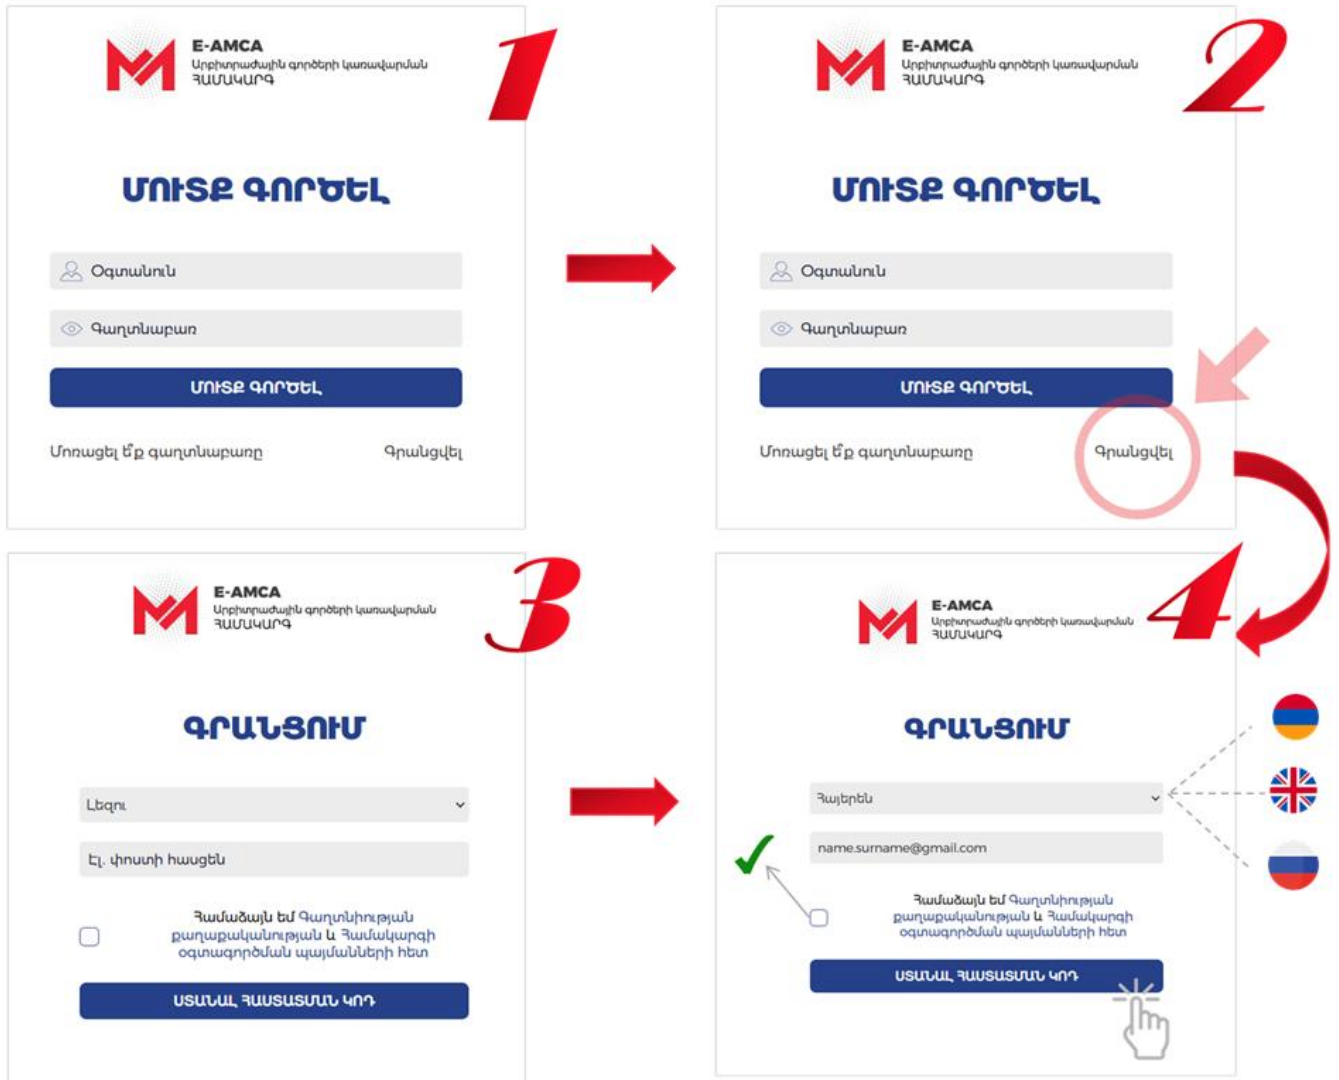 1
E-AMCA
Արբիտրաժային գործերի կառավարման
ՀԱՄԱԿԱՐԳ
ՄՈՒՏՔ ԳՈՐԾԵԼ
Օգտանուն
Գաղտնաբառ
ՄՈՒՏՔ ԳՈՐԾԵԼ
Մոռացել ե՞ք գաղտնաբառը
Գրանցվել
2
E-AMCA
Արբիտրաժային գործերի կառավարման
ՀԱՄԱԿԱՐԳ
ՄՈՒՏՔ ԳՈՐԾԵԼ
Օգտանուն
Գաղտնաբառ
ՄՈՒՏՔ ԳՈՐԾԵԼ
Մոռացել ե՞ք գաղտնաբառը
Գրանցվել
3
E-AMCA
Արբիտրաժային գործերի կառավարման
ՀԱՄԱԿԱՐԳ
ԳՐԱՆՑՈՒՄ
Լեզու
Էլ. փոստի հասցեն
Համաձայն եմ Գաղտնիության
քաղաքականության և Համակարգի
օգտագործման պայմանների հետ
ՍՏԱՆԱԼ ՀԱՍՏԱՏՄԱՆ ԿՈԴ
4
E-AMCA
Արբիտրաժային գործերի կառավարման
ՀԱՄԱԿԱՐԳ
ԳՐԱՆՑՈՒՄ
Հայերեն
name.surname@gmail.com
Համաձայն եմ Գաղտնիության
քաղաքականության և Համակարգի
օգտագործման պայմանների հետ
ՍՏԱՆԱԼ ՀԱՍՏԱՏՄԱՆ ԿՈԴ